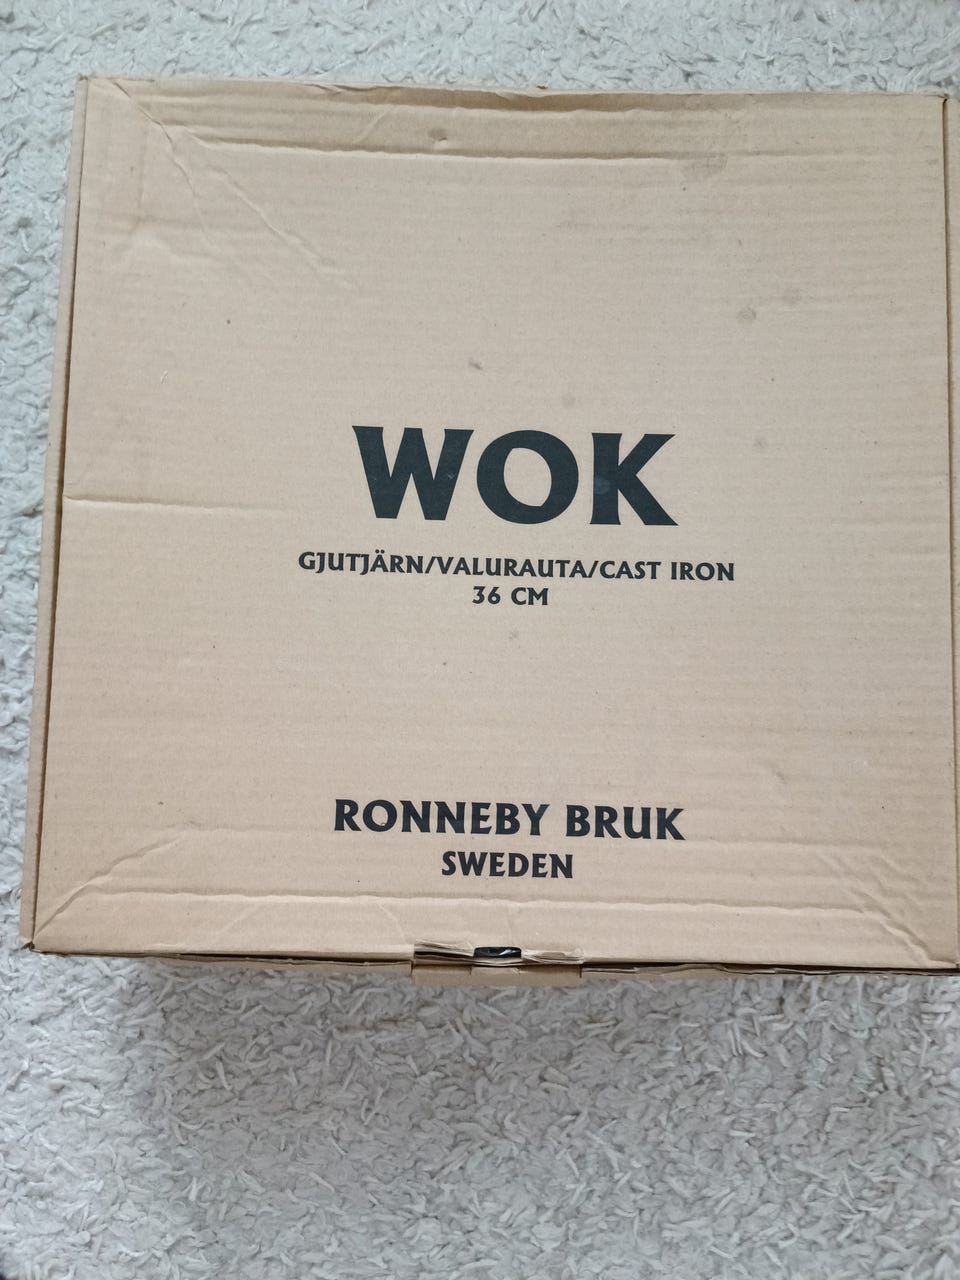 WOK
GJUTJÄRN/VALURAUTA/CAST IRON
36 CM
RONNEBY BRUK
SWEDEN